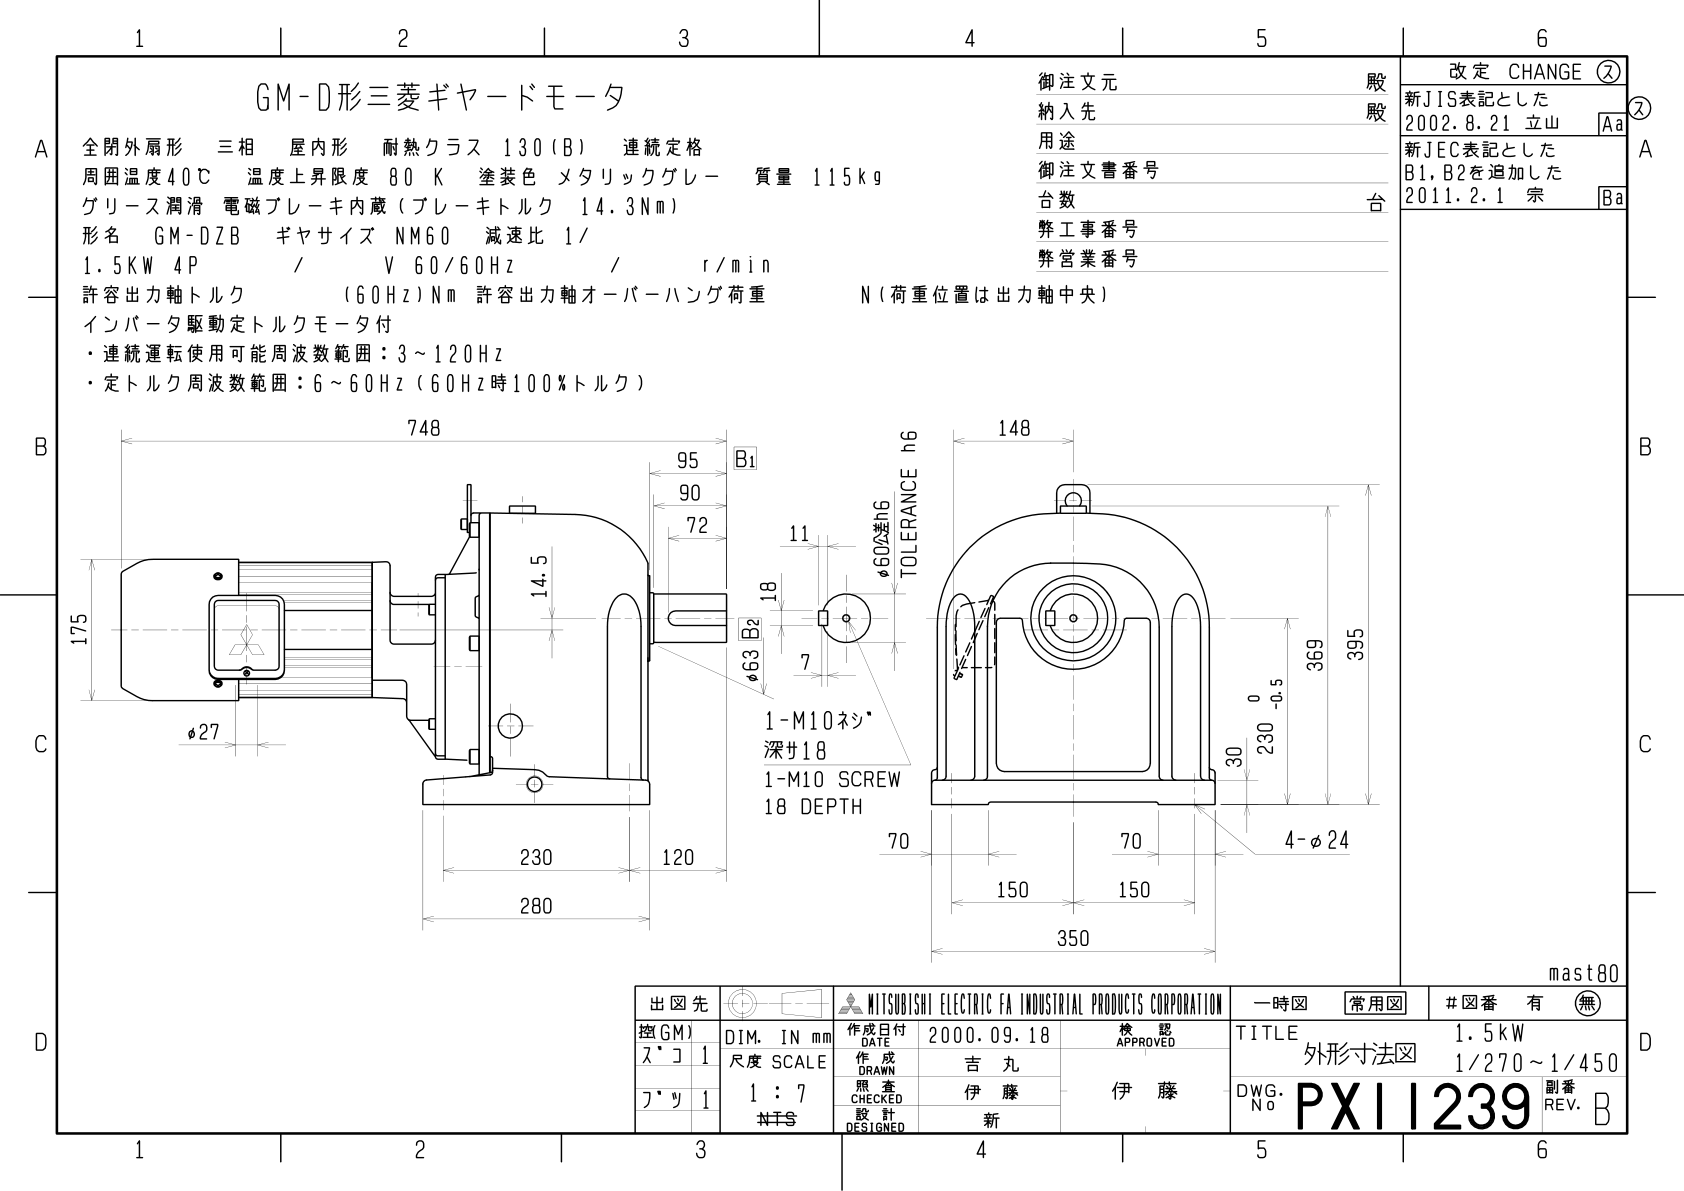 1 2 3 4 5 6
GM-D形三菱ギヤードモータ
全閉外扇形 三相 屋内形 耐熱クラス 130(B) 連続定格
周囲温度40℃ 温度上昇限度 80 K 塗装色 メタリックグレー 質量 115kg
グリース潤滑 電磁ブレーキ内蔵(ブレーキトルク 14.3Nm)
形名 GM-DZB ギヤサイズ NM60 減速比 1/
1.5KW 4P / V 60/60Hz / r/min
許容出力軸トルク (60Hz)Nm 許容出力軸オーバーハング荷重 N(荷重位置は出力軸中央)
インバータ駆動定トルクモータ付
・連続運転使用可能周波数範囲:3~120Hz
・定トルク周波数範囲:6~60Hz(60Hz時100%トルク)
御注文元 殿
納入先 殿
用途
御注文書番号
台数 台
弊工事番号
弊営業番号
改定 CHANGE ス
新JIS表記とした
2002.8.21 立山 Aa
新JEC表記とした
B1,B2を追加した
2011.2.1 宗 Ba
ス
A A
B B
C C
D D
748
95 B1
90
72
14.5
175
φ27
φ63 B2
230 120
280
11
18
7
φ60公差h6
TOLERANCE h6
1-M10ネジ
深サ18
1-M10 SCREW
18 DEPTH
148
395
369
230 0 -0.5
30
4-φ24
70 70
150 150
350
mast80
出図先
控(GM)
ズコ 1
ブツ 1
DIM. IN mm
尺度 SCALE
1 : 7
NTS
MITSUBISHI ELECTRIC FA INDUSTRIAL PRODUCTS CORPORATION
作成日付 DATE 2000.09.18
作成 DRAWN 吉丸
照査 CHECKED 伊藤
設計 DESIGNED 新
検認 APPROVED
伊藤
一時図 常用図 #図番 有 無
TITLE 1.5kW
外形寸法図 1/270~1/450
DWG. No PX11239 副番 REV. B
1 2 3 4 5 6